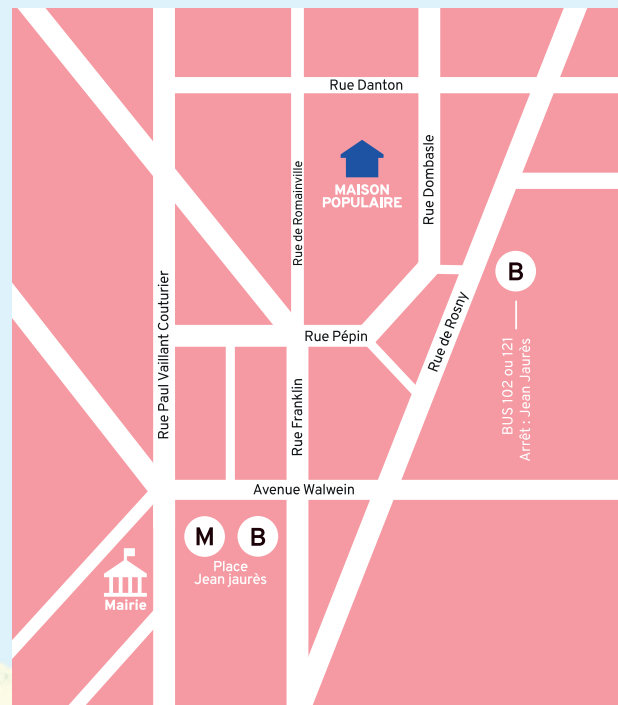 Rue Danton
MAISON
POPULAIRE
Rue de Romainville
Rue Dombasle
B
BUS 102 ou 121
Arrêt : Jean Jaurès
Rue de Rosny
Rue Paul Vaillant Couturier
Rue Pépin
Rue Franklin
Avenue Walwein
M B
Place
Jean jaurès
Mairie